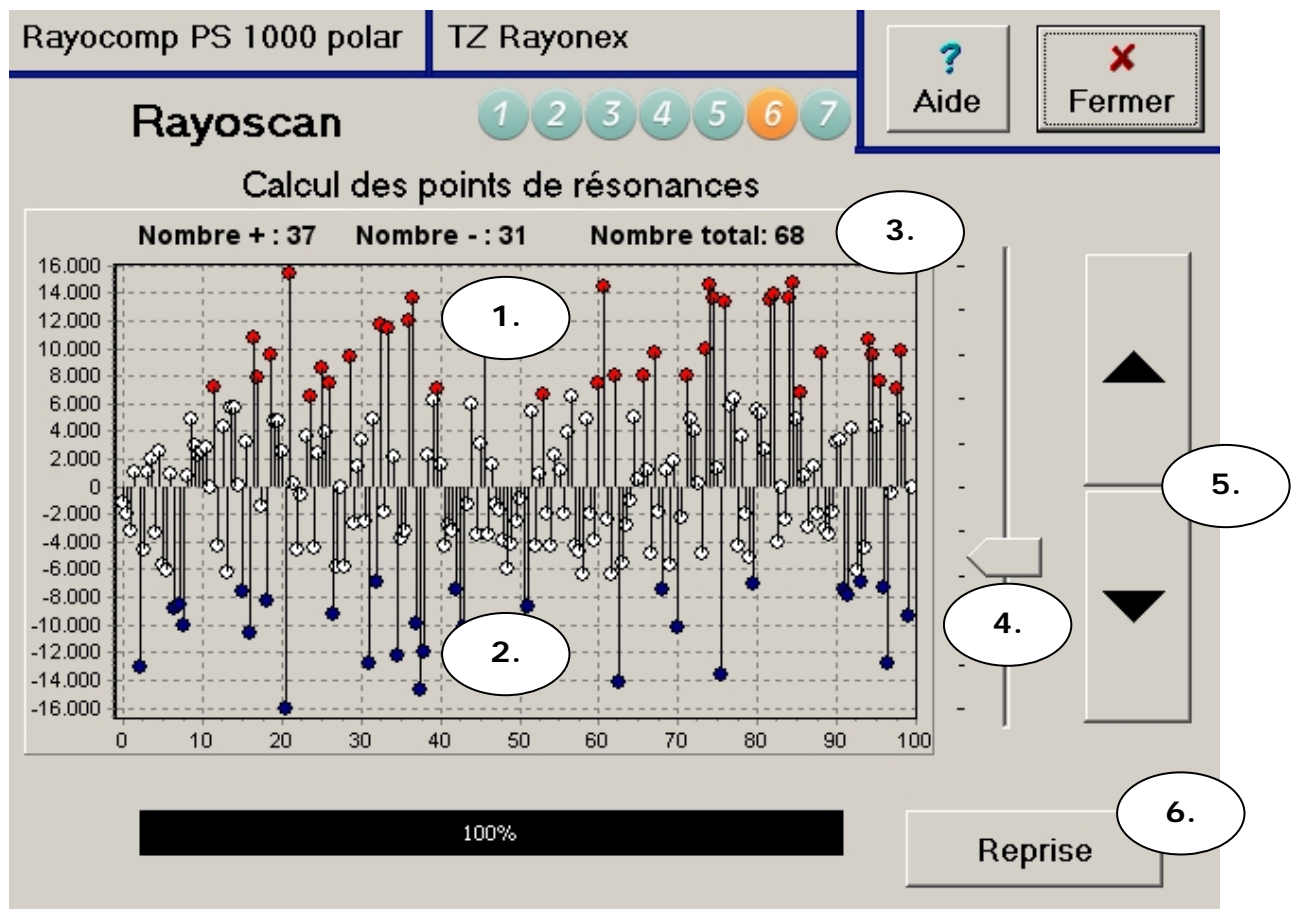 Rayocomp PS 1000 polar
TZ Rayonex
? Aide
✗ Fermer
Rayoscan
1 2 3 4 5 6 7
Calcul des points de résonances
Nombre + : 37 Nombre - : 31 Nombre total: 68
3.
16.000
14.000
12.000
10.000
8.000
6.000
4.000
2.000
0
-2.000
-4.000
-6.000
-8.000
-10.000
-12.000
-14.000
-16.000
1.
2.
4.
5.
0 10 20 30 40 50 60 70 80 90 100
100%
6.
Reprise